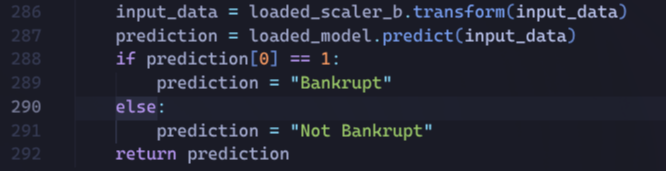 286 input_data = loaded_scaler_b.transform(input_data)
287 prediction = loaded_model.predict(input_data)
288 if prediction[0] == 1:
289 prediction = "Bankrupt"
290 else:
291 prediction = "Not Bankrupt"
292 return prediction